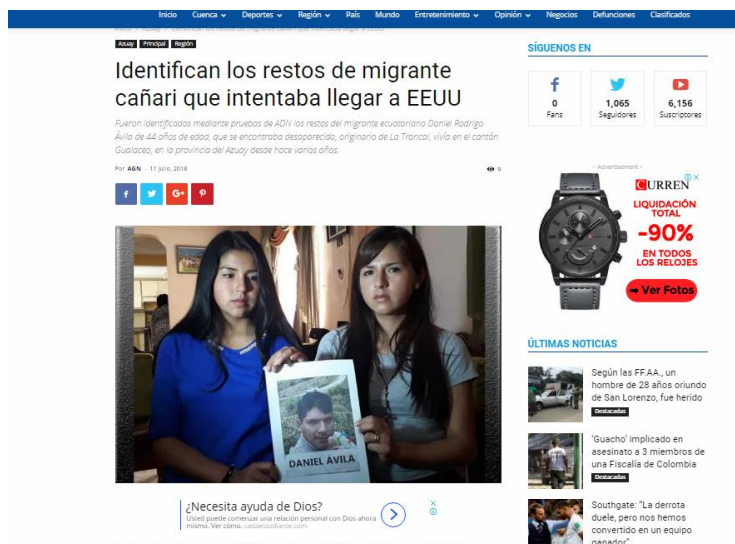 Inicio Cuenca Deportes Región País Mundo Entretenimiento Opinión Negocios Defunciones Clasificados
Azuay Principal Región
Identifican los restos de migrante
cañari que intentaba llegar a EEUU
Fueron identificados mediante pruebas de ADN los restos del migrante ecuatoriano Daniel Rodrigo
Ávila de 44 años de edad, que se encontraba desaparecido, originario de La Troncal, vivía en el cantón
Gualaceo, en la provincia del Azuay desde hace varios años.
Por AGN - 11 julio, 2018
9
G+
DANIEL ÁVILA
¿Necesita ayuda de Dios?
Usted puede comenzar una relación personal con Dios ahora
mismo. Ver cómo. cadaestudiante.com
SÍGUENOS EN
0
Fans
1,065
Seguidores
6,156
Suscriptores
- Advertisement -
CURREN
LIQUIDACIÓN
TOTAL
-90%
EN TODOS
LOS RELOJES
Ver Fotos
ÚLTIMAS NOTICIAS
Según las FF.AA., un
hombre de 28 años oriundo
de San Lorenzo, fue herido
Destacadas
'Guacho' implicado en
asesinato a 3 miembros de
una Fiscalía de Colombia
Destacadas
Southgate: "La derrota
duele, pero nos hemos
convertido en un equipo
ganador"